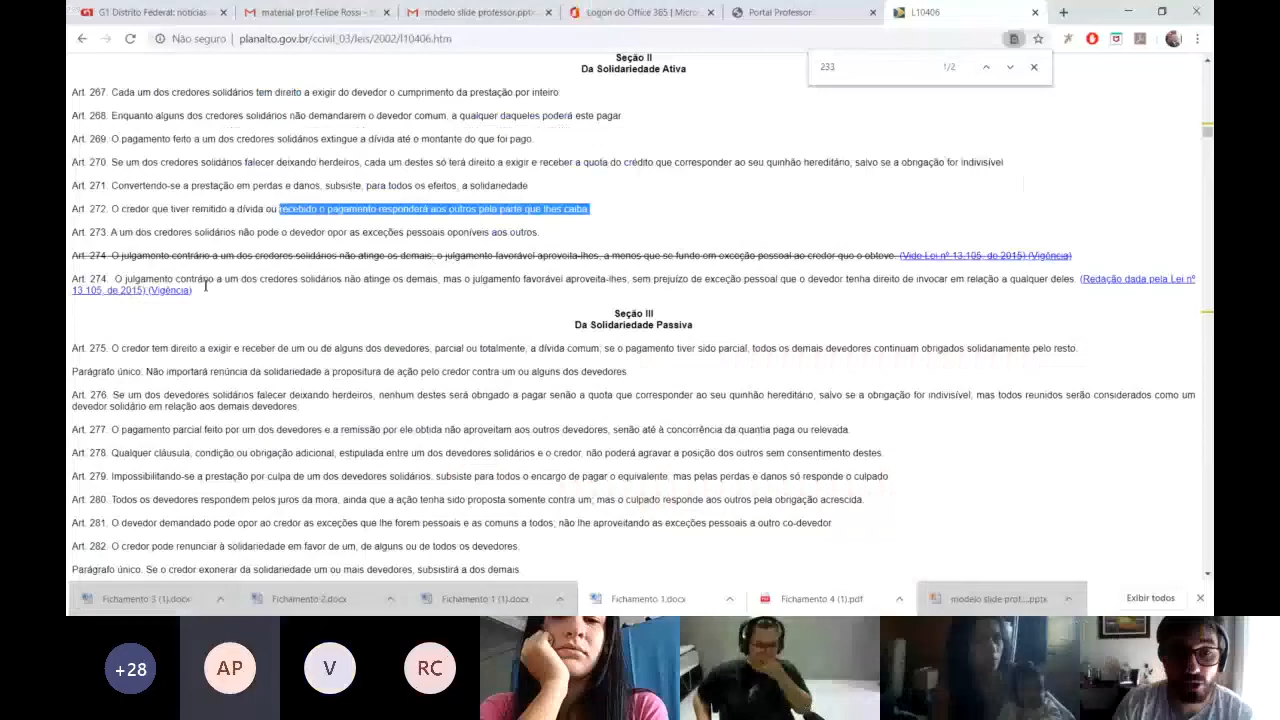 G1 Distrito Federal: notícias
material prof Felipe Rossi -
modelo slide professor.pptx
Logon do Office 365 | Micro
Portal Professor
L10406
Não seguro | planalto.gov.br/ccivil_03/leis/2002/l10406.htm
233
1/2
Seção II
Da Solidariedade Ativa
Art. 267. Cada um dos credores solidários tem direito a exigir do devedor o cumprimento da prestação por inteiro
Art. 268. Enquanto alguns dos credores solidários não demandarem o devedor comum, a qualquer daqueles poderá este pagar
Art. 269. O pagamento feito a um dos credores solidários extingue a dívida até o montante do que foi pago.
Art. 270. Se um dos credores solidários falecer deixando herdeiros, cada um destes só terá direito a exigir e receber a quota do crédito que corresponder ao seu quinhão hereditário, salvo se a obrigação for indivisível
Art. 271. Convertendo-se a prestação em perdas e danos, subsiste, para todos os efeitos, a solidariedade
Art. 272. O credor que tiver remitido a dívida ou recebido o pagamento responderá aos outros pela parte que lhes caiba.
Art. 273. A um dos credores solidários não pode o devedor opor as exceções pessoais oponíveis aos outros.
Art. 274. O julgamento contrário a um dos credores solidários não atinge os demais; o julgamento favorável aproveita-lhes, a menos que se funde em exceção pessoal ao credor que o obteve. (Vide Lei nº 13.105, de 2015) (Vigência)
Art. 274. O julgamento contrário a um dos credores solidários não atinge os demais, mas o julgamento favorável aproveita-lhes, sem prejuízo de exceção pessoal que o devedor tenha direito de invocar em relação a qualquer deles. (Redação dada pela Lei nº
13.105, de 2015) (Vigência)
Seção III
Da Solidariedade Passiva
Art. 275. O credor tem direito a exigir e receber de um ou de alguns dos devedores, parcial ou totalmente, a dívida comum; se o pagamento tiver sido parcial, todos os demais devedores continuam obrigados solidariamente pelo resto.
Parágrafo único. Não importará renúncia da solidariedade a propositura de ação pelo credor contra um ou alguns dos devedores.
Art. 276. Se um dos devedores solidários falecer deixando herdeiros, nenhum destes será obrigado a pagar senão a quota que corresponder ao seu quinhão hereditário, salvo se a obrigação for indivisível, mas todos reunidos serão considerados como um
devedor solidário em relação aos demais devedores.
Art. 277. O pagamento parcial feito por um dos devedores e a remissão por ele obtida não aproveitam aos outros devedores, senão até à concorrência da quantia paga ou relevada.
Art. 278. Qualquer cláusula, condição ou obrigação adicional, estipulada entre um dos devedores solidários e o credor, não poderá agravar a posição dos outros sem consentimento destes.
Art. 279. Impossibilitando-se a prestação por culpa de um dos devedores solidários, subsiste para todos o encargo de pagar o equivalente, mas pelas perdas e danos só responde o culpado
Art. 280. Todos os devedores respondem pelos juros da mora, ainda que a ação tenha sido proposta somente contra um; mas o culpado responde aos outros pela obrigação acrescida.
Art. 281. O devedor demandado pode opor ao credor as exceções que lhe forem pessoais e as comuns a todos; não lhe aproveitando as exceções pessoais a outro co-devedor
Art. 282. O credor pode renunciar à solidariedade em favor de um, de alguns ou de todos os devedores.
Parágrafo único. Se o credor exonerar da solidariedade um ou mais devedores, subsistirá a dos demais.
Fichamento 3 (1).docx
Fichamento 2.docx
Fichamento 1 (1).docx
Fichamento 1.docx
Fichamento 4 (1).pdf
modelo slide prof....pptx
Exibir todos
+28
AP
V
RC